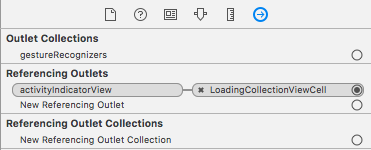 Outlet Collections
gestureRecognizers
Referencing Outlets
activityIndicatorView ✖ LoadingCollectionViewCell
New Referencing Outlet
Referencing Outlet Collections
New Referencing Outlet Collection